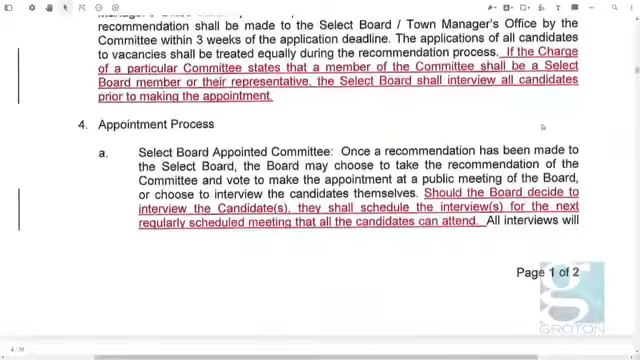 recommendation shall be made to the Select Board / Town Manager's Office by the
Committee within 3 weeks of the application deadline. The applications of all candidates
to vacancies shall be treated equally during the recommendation process. If the Charge
of a particular Committee states that a member of the Committee shall be a Select
Board member or their representative, the Select Board shall interview all candidates
prior to making the appointment.
4. Appointment Process
a. Select Board Appointed Committee: Once a recommendation has been made to
the Select Board, the Board may choose to take the recommendation of the
Committee and vote to make the appointment at a public meeting of the Board,
or choose to interview the candidates themselves. Should the Board decide to
interview the Candidate(s), they shall schedule the interview(s) for the next
regularly scheduled meeting that all the candidates can attend. All interviews will
Page 1 of 2
g
GROTON